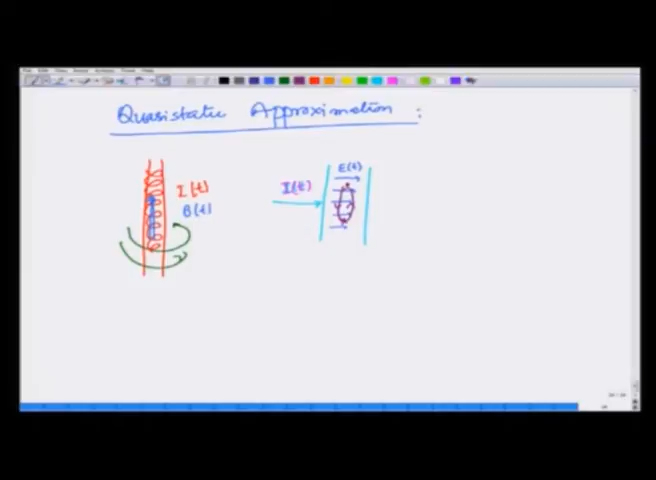 Quasistatic Approximation :
I(t)
B(t)
I(t)
E(t)